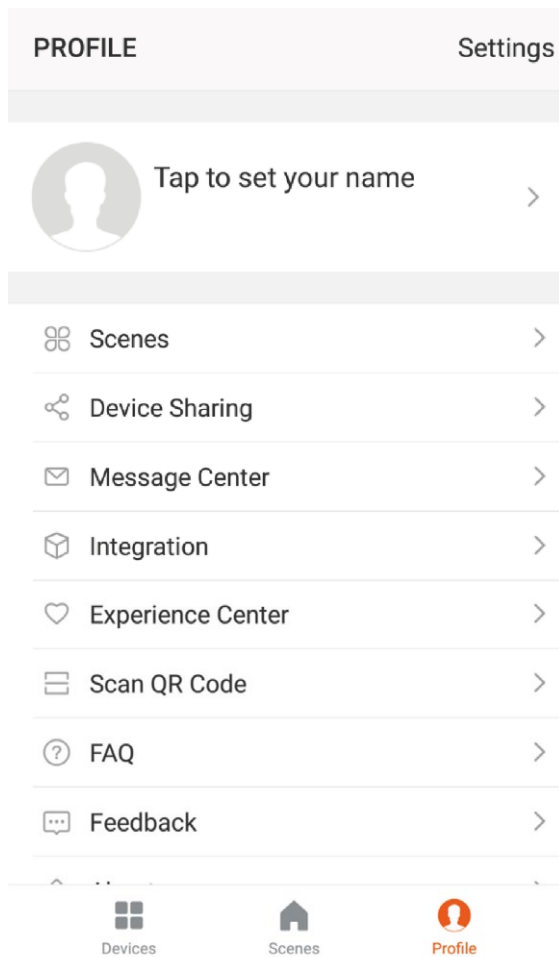 PROFILE Settings
Tap to set your name
Scenes
Device Sharing
Message Center
Integration
Experience Center
Scan QR Code
FAQ
Feedback
Devices Scenes Profile